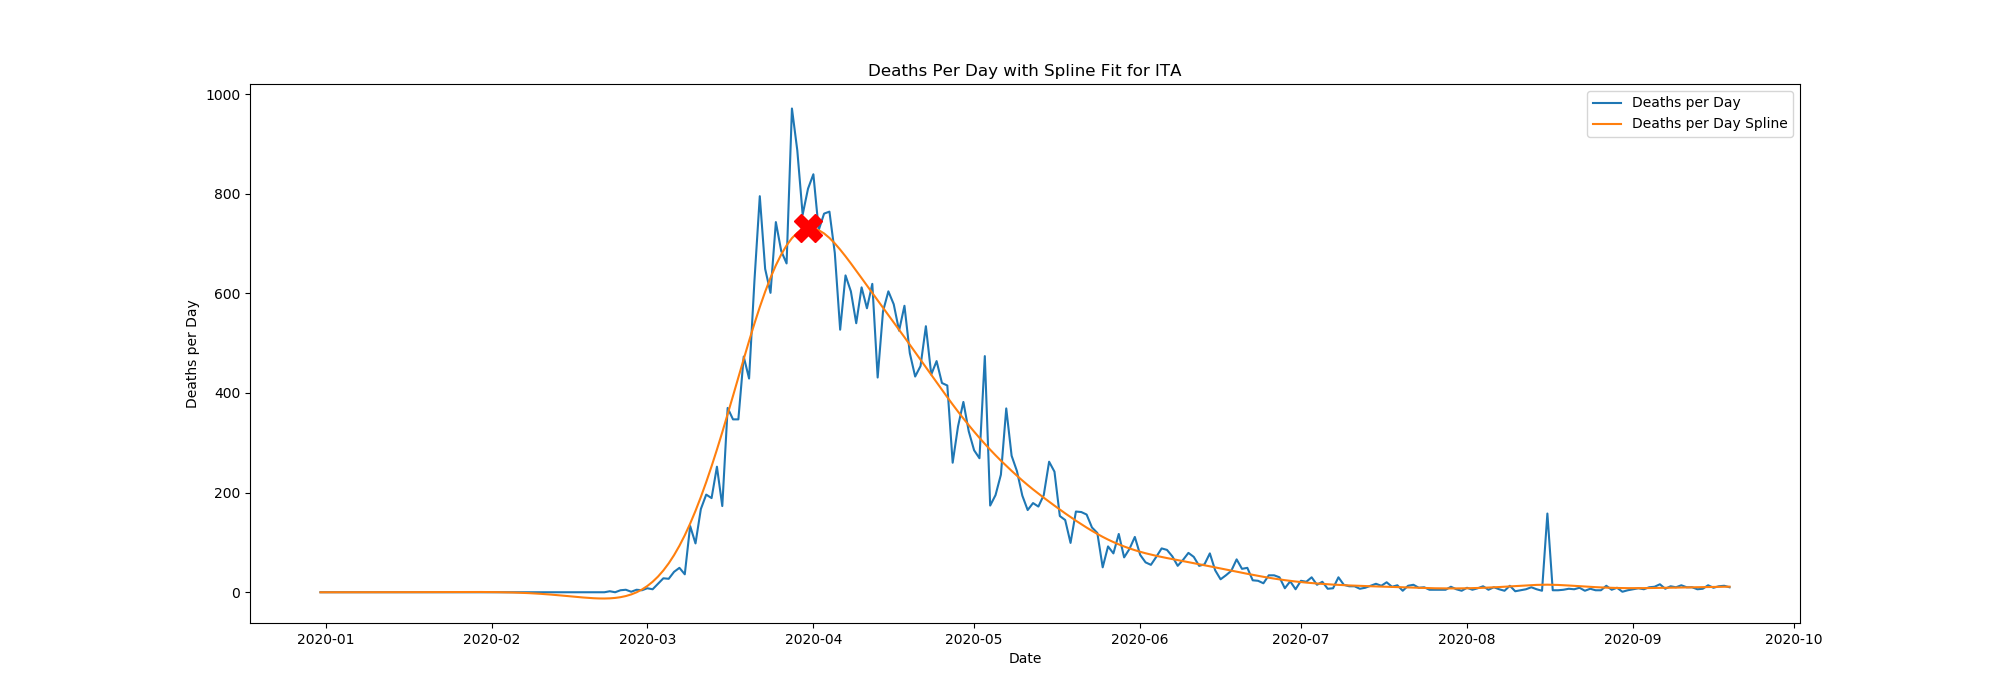 Deaths Per Day with Spline Fit for ITA
Deaths per Day
Deaths per Day Spline
1000
800
600
400
200
0
Deaths per Day
2020-01 2020-02 2020-03 2020-04 2020-05 2020-06 2020-07 2020-08 2020-09 2020-10
Date